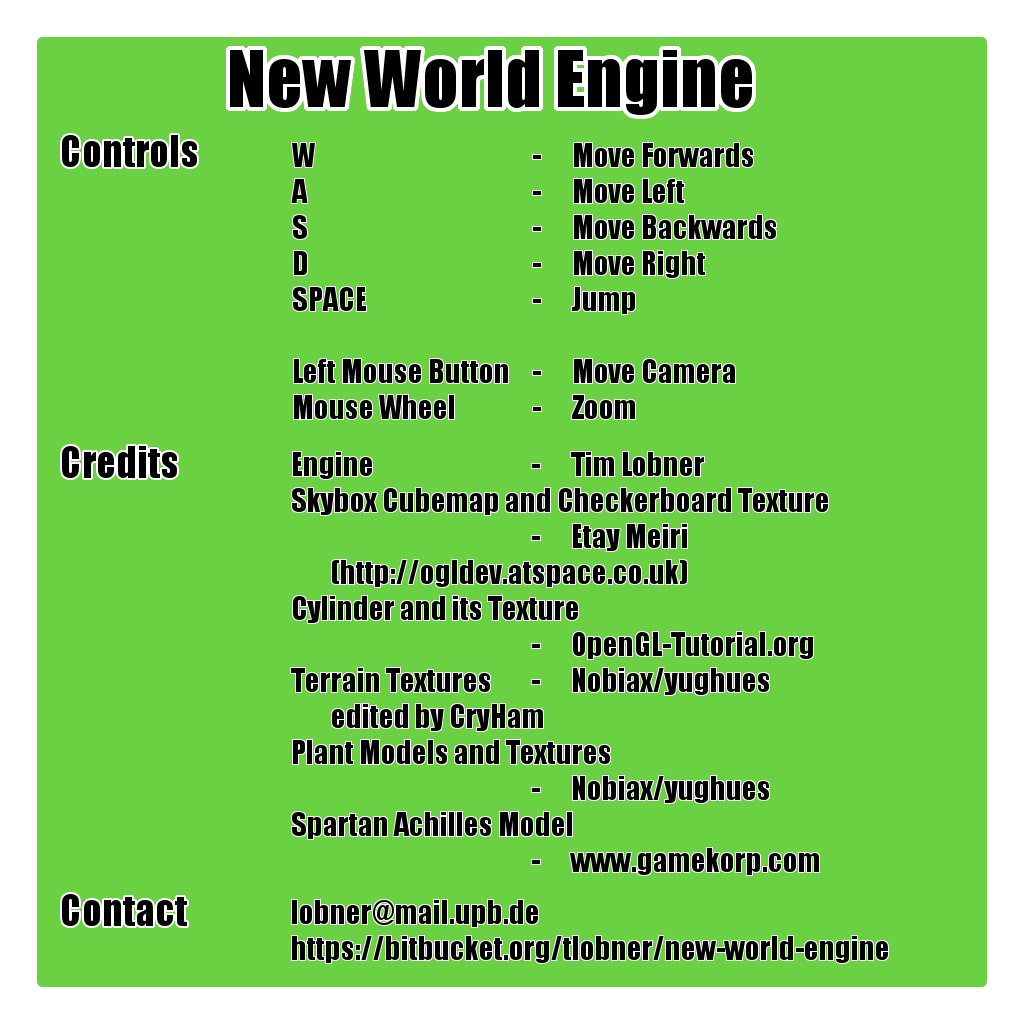 New World Engine
Controls W - Move Forwards
A - Move Left
S - Move Backwards
D - Move Right
SPACE - Jump
Left Mouse Button - Move Camera
Mouse Wheel - Zoom
Credits Engine - Tim Lobner
Skybox Cubemap and Checkerboard Texture
- Etay Meiri
(http://ogldev.atspace.co.uk)
Cylinder and its Texture
- OpenGL-Tutorial.org
Terrain Textures - Nobiax/yughues
edited by CryHam
Plant Models and Textures
- Nobiax/yughues
Spartan Achilles Model
- www.gamekorp.com
Contact lobner@mail.upb.de
https://bitbucket.org/tlobner/new-world-engine